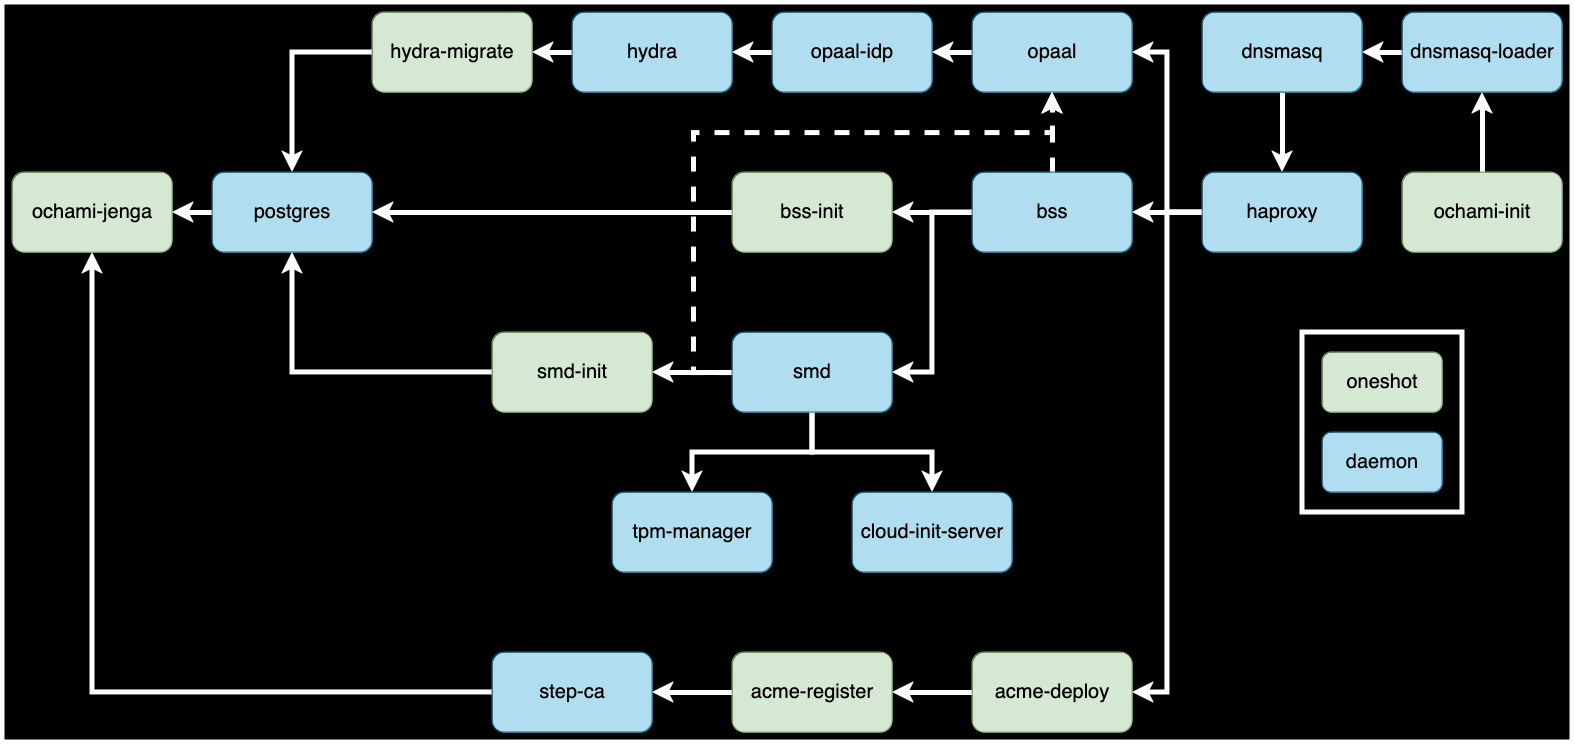 hydra-migrate
hydra
opaal-idp
opaal
dnsmasq
dnsmasq-loader
ochami-jenga
postgres
bss-init
bss
haproxy
ochami-init
smd-init
smd
oneshot
daemon
tpm-manager
cloud-init-server
step-ca
acme-register
acme-deploy